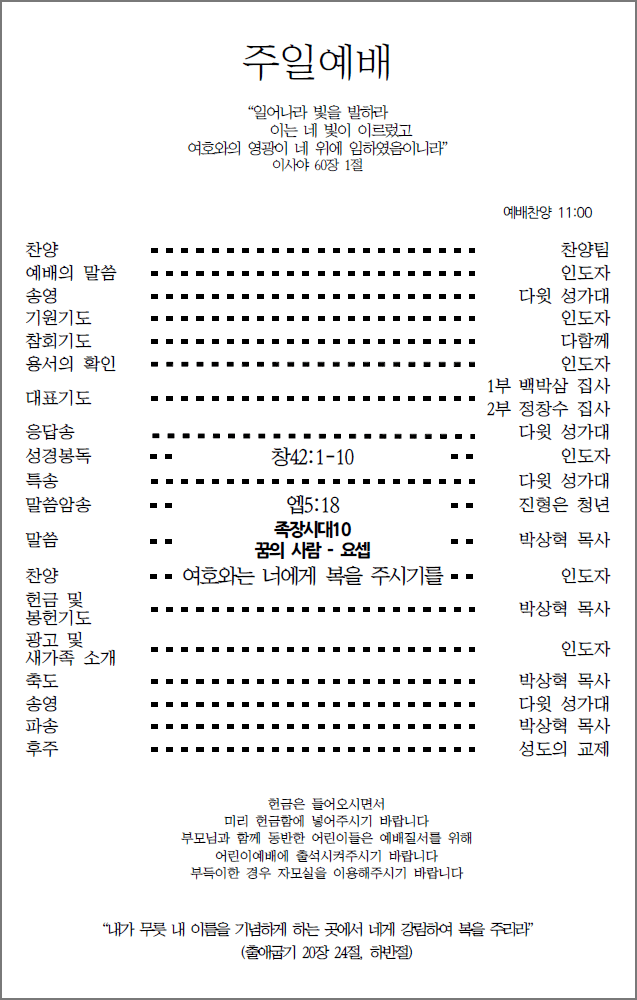 주일예배
“일어나라 빛을 발하라
이는 네 빛이 이르렀고
여호와의 영광이 네 위에 임하였음이니라”
이사야 60장 1절
예배찬양 11:00
찬양 찬양팀
예배의 말씀 인도자
송영 다윗 성가대
기원기도 인도자
참회기도 다함께
용서의 확인 인도자
대표기도 1부 백박삼 집사
2부 정창수 집사
응답송 다윗 성가대
성경봉독 창42:1-10 인도자
특송 다윗 성가대
말씀암송 엡5:18 진형은 청년
말씀 족장시대10 박상혁 목사
꿈의 사람 - 요셉
찬양 여호와는 너에게 복을 주시기를 인도자
헌금 및
봉헌기도 박상혁 목사
광고 및
새가족 소개 인도자
축도 박상혁 목사
송영 다윗 성가대
파송 박상혁 목사
후주 성도의 교제
헌금은 들어오시면서
미리 헌금함에 넣어주시기 바랍니다
부모님과 함께 동반한 어린이들은 예배질서를 위해
어린이예배에 출석시켜주시기 바랍니다
부득이한 경우 자모실을 이용해주시기 바랍니다
“내가 무릇 내 이름을 기념하게 하는 곳에서 네게 강림하여 복을 주리라”
(출애굽기 20장 24절, 하반절)